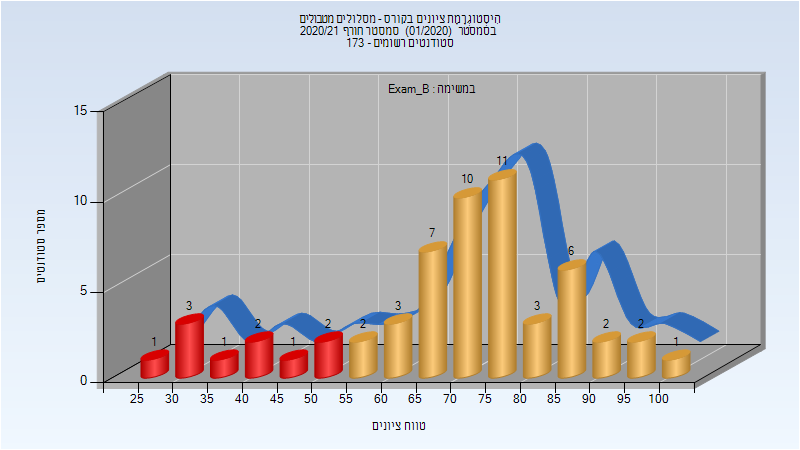 היסטוגרמת ציונים בקורס - מסלולים מטבולים
בסמסטר (01/2020) סמסטר חורף 2020/21
סטודנטים רשומים - 173
במשימה : Exam_B
15
10
5
0
מספר סטודנטים
1 3 1 2 1 2 2 3 7 10 11 3 6 2 2 1
25 30 35 40 45 50 55 60 65 70 75 80 85 90 95 100
טווח ציונים